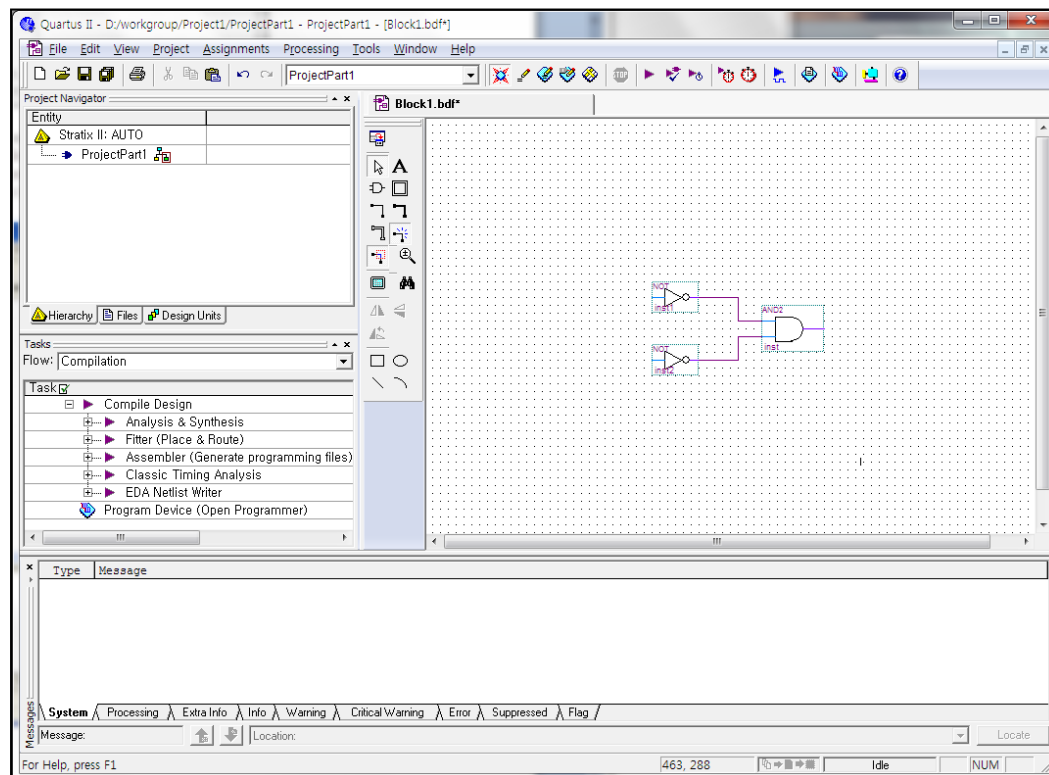 Quartus II - D:/workgroup/Project1/ProjectPart1 - ProjectPart1 - [Block1.bdf*]
File Edit View Project Assignments Processing Tools Window Help
ProjectPart1
STOP
Project Navigator
Entity
Stratix II: AUTO
ProjectPart1
Hierarchy Files Design Units
Tasks
Flow: Compilation
Task
Compile Design
Analysis & Synthesis
Fitter (Place & Route)
Assembler (Generate programming files)
Classic Timing Analysis
EDA Netlist Writer
Program Device (Open Programmer)
Block1.bdf*
A
NOT
inst1
AND2
inst
NOT
inst2
Type Message
System Processing Extra Info Info Warning Critical Warning Error Suppressed Flag
Messages
Message: Location: Locate
For Help, press F1 463, 288 Idle NUM